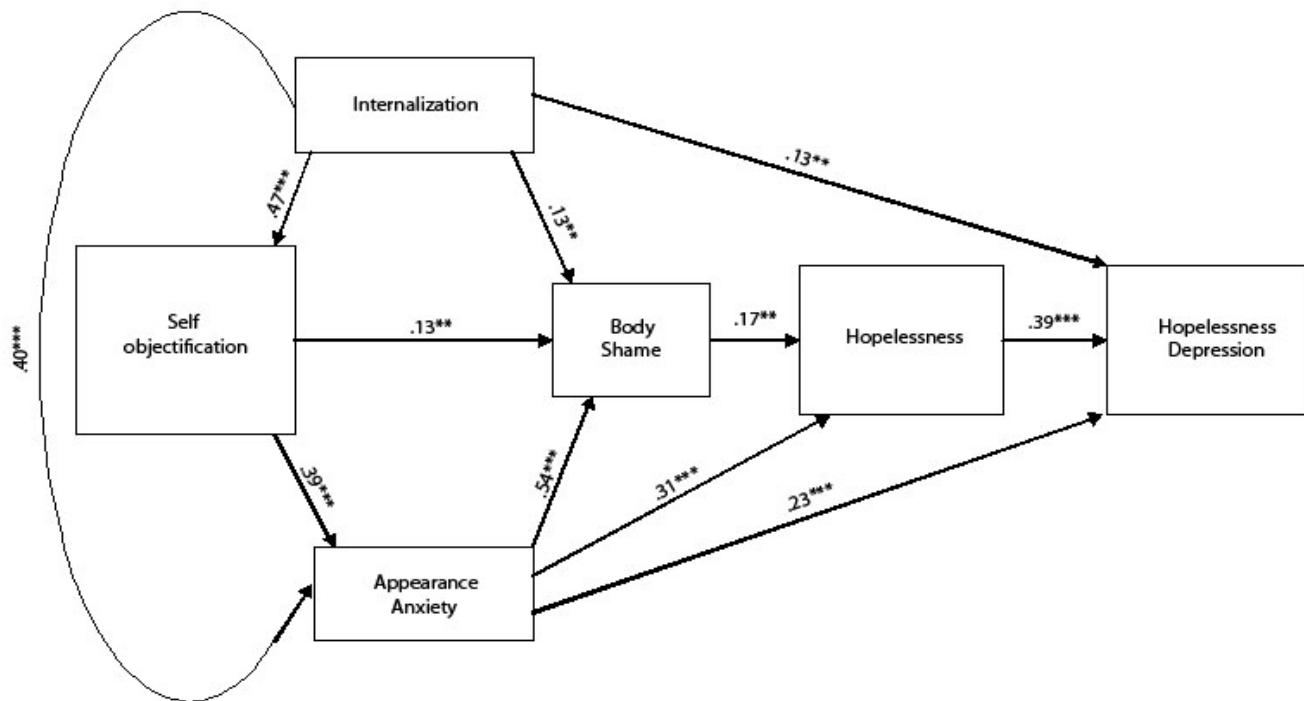 Internalization
.47***
.13**
.13**
Self
objectification
.40***
.13**
Body
Shame
.17**
Hopelessness
.39***
Hopelessness
Depression
.39***
.54***
.31***
.23***
Appearance
Anxiety